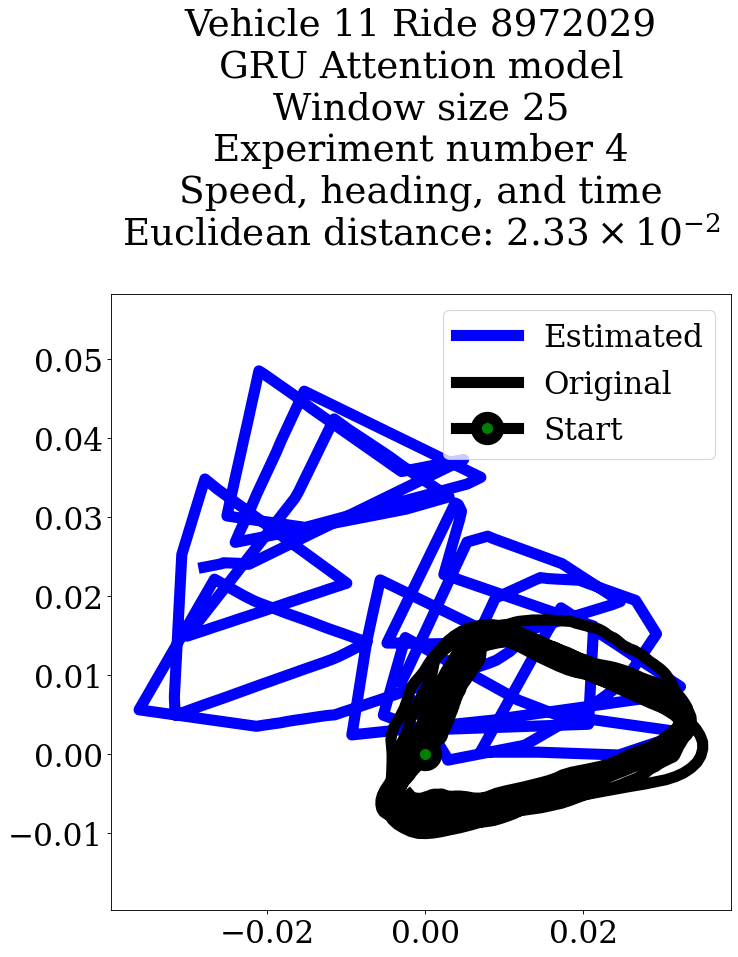 Vehicle 11 Ride 8972029
GRU Attention model
Window size 25
Experiment number 4
Speed, heading, and time
Euclidean distance: 2.33 × 10⁻²
Estimated
Original
Start
0.05
0.04
0.03
0.02
0.01
0.00
−0.01
−0.02 0.00 0.02